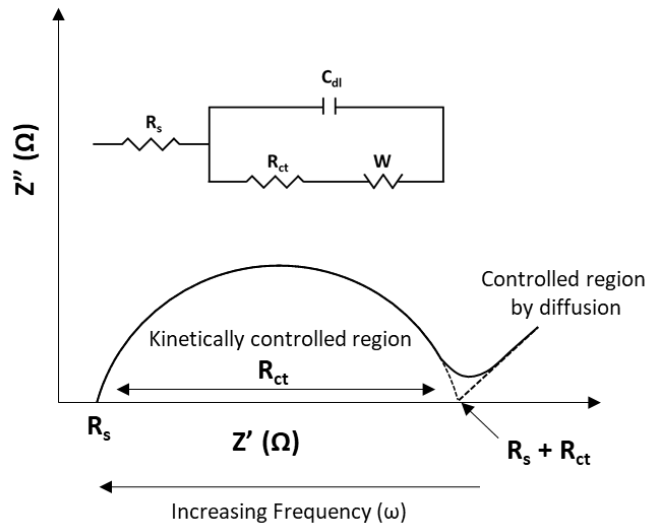 Z″ (Ω)
C_dl
R_s
R_ct
W
Controlled region
by diffusion
Kinetically controlled region
R_ct
R_s
Z′ (Ω)
R_s + R_ct
Increasing Frequency (ω)